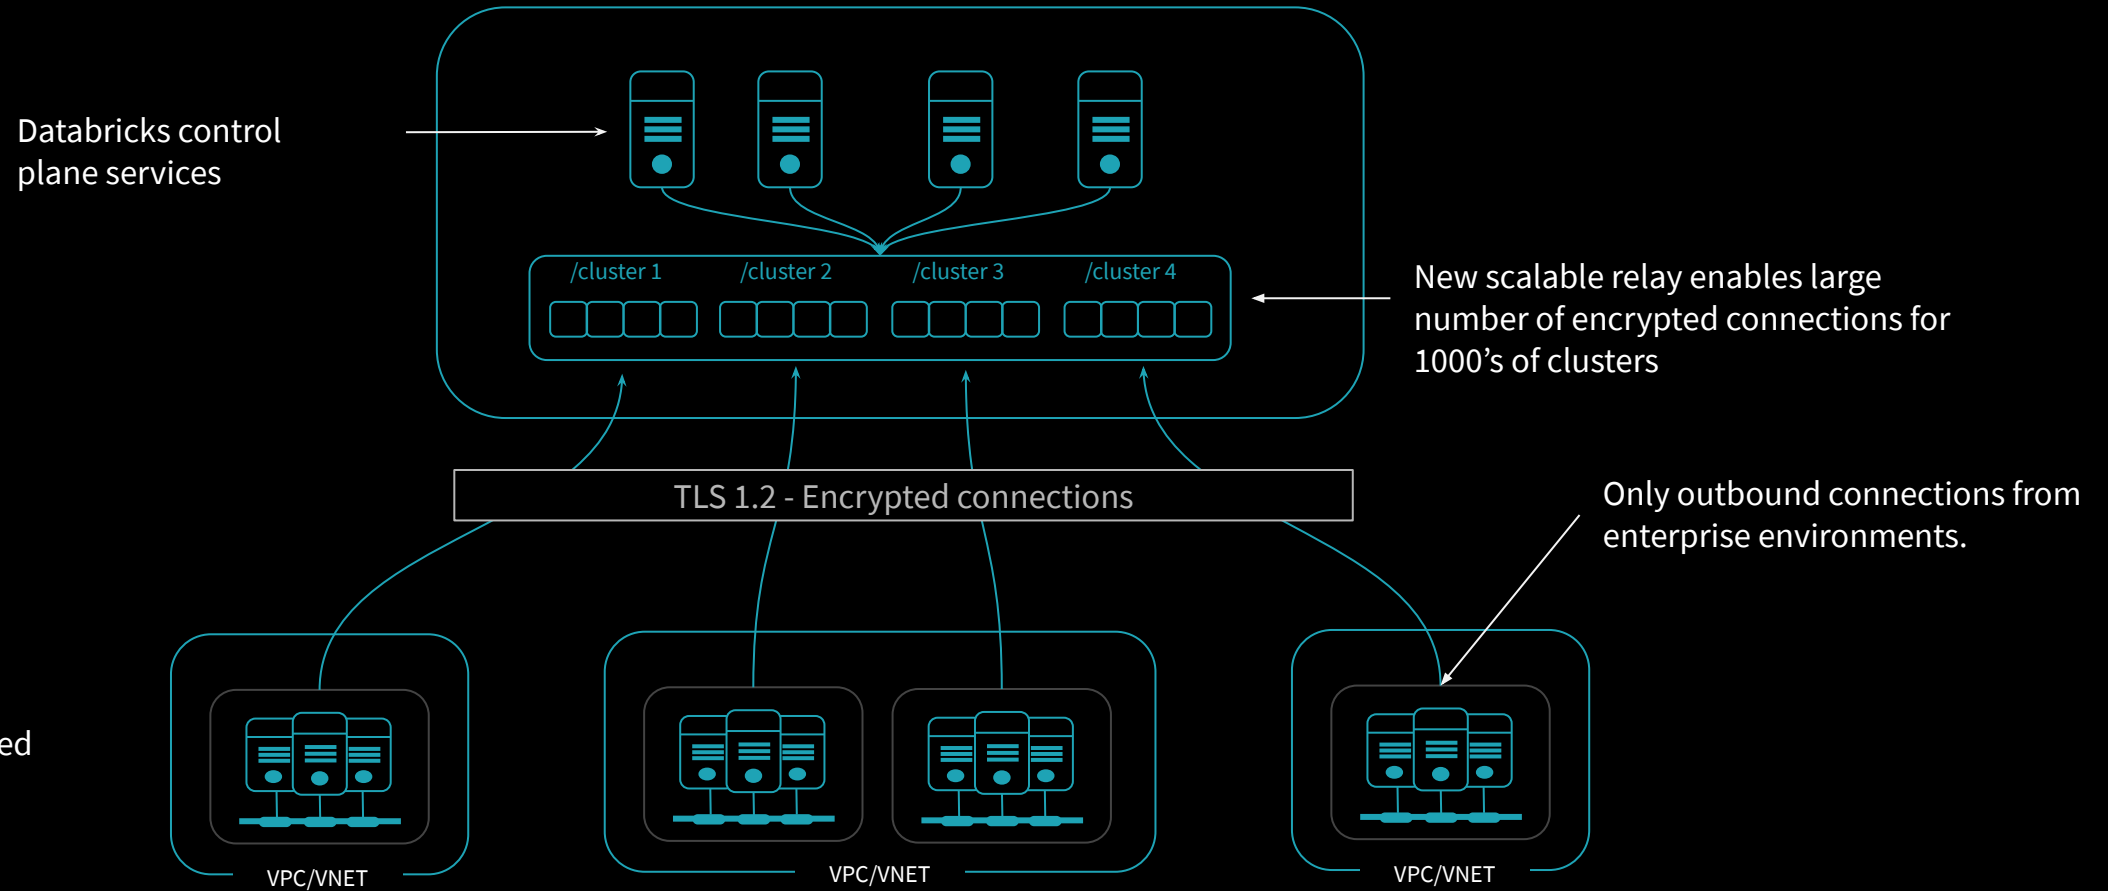 Databricks control
plane services
/cluster 1
/cluster 2
/cluster 3
/cluster 4
New scalable relay enables large
number of encrypted connections for
1000’s of clusters
TLS 1.2 - Encrypted connections
Only outbound connections from
enterprise environments.
ed
VPC/VNET
VPC/VNET
VPC/VNET